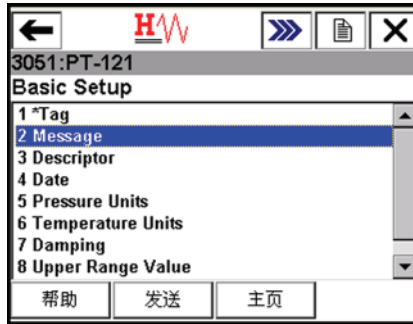 H
3051:PT-121
Basic Setup
1 *Tag
2 Message
3 Descriptor
4 Date
5 Pressure Units
6 Temperature Units
7 Damping
8 Upper Range Value
帮助 发送 主页